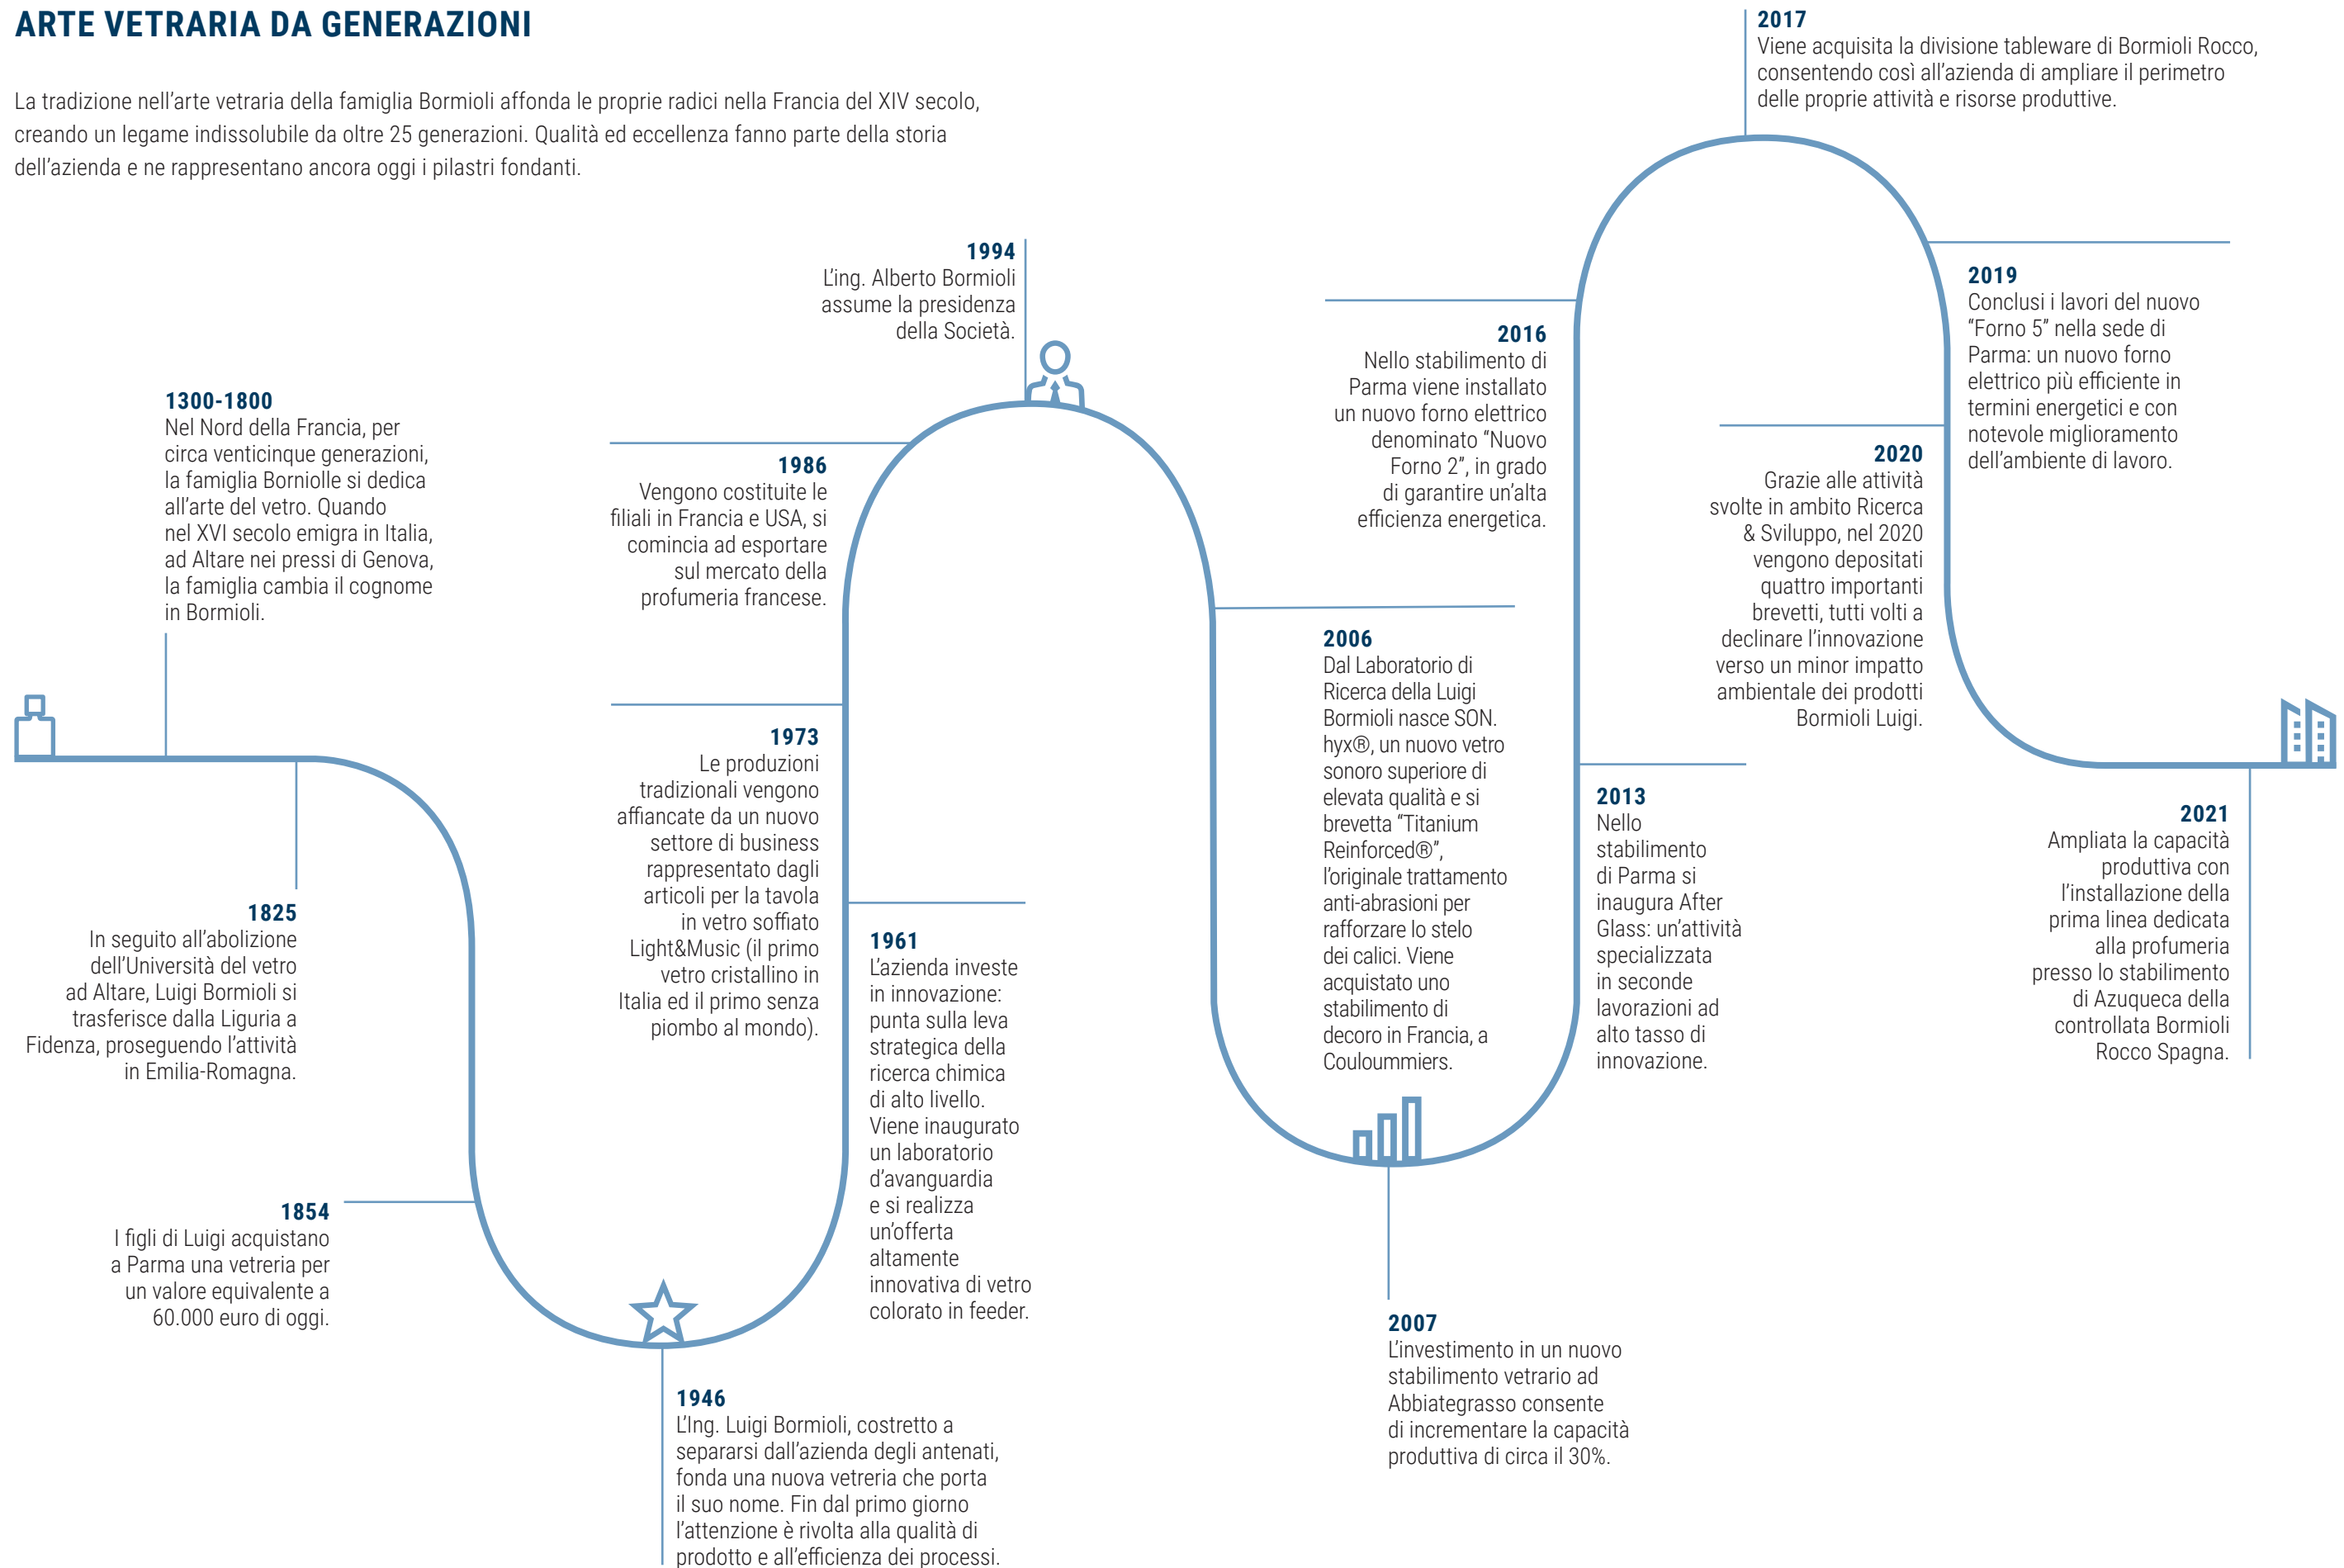 ARTE VETRARIA DA GENERAZIONI
La tradizione nell'arte vetraria della famiglia Bormioli affonda le proprie radici nella Francia del XIV secolo,
creando un legame indissolubile da oltre 25 generazioni. Qualità ed eccellenza fanno parte della storia
dell'azienda e ne rappresentano ancora oggi i pilastri fondanti.
1300-1800
Nel Nord della Francia, per
circa venticinque generazioni,
la famiglia Borniolle si dedica
all'arte del vetro. Quando
nel XVI secolo emigra in Italia,
ad Altare nei pressi di Genova,
la famiglia cambia il cognome
in Bormioli.
1825
In seguito all'abolizione
dell'Università del vetro
ad Altare, Luigi Bormioli si
trasferisce dalla Liguria a
Fidenza, proseguendo l'attività
in Emilia-Romagna.
1854
I figli di Luigi acquistano
a Parma una vetreria per
un valore equivalente a
60.000 euro di oggi.
1946
L'Ing. Luigi Bormioli, costretto a
separarsi dall'azienda degli antenati,
fonda una nuova vetreria che porta
il suo nome. Fin dal primo giorno
l'attenzione è rivolta alla qualità di
prodotto e all'efficienza dei processi.
1961
L'azienda investe
in innovazione:
punta sulla leva
strategica della
ricerca chimica
di alto livello.
Viene inaugurato
un laboratorio
d'avanguardia
e si realizza
un'offerta
altamente
innovativa di vetro
colorato in feeder.
1973
Le produzioni
tradizionali vengono
affiancate da un nuovo
settore di business
rappresentato dagli
articoli per la tavola
in vetro soffiato
Light&Music (il primo
vetro cristallino in
Italia ed il primo senza
piombo al mondo).
1986
Vengono costituite le
filiali in Francia e USA, si
comincia ad esportare
sul mercato della
profumeria francese.
1994
L'ing. Alberto Bormioli
assume la presidenza
della Società.
2006
Dal Laboratorio di
Ricerca della Luigi
Bormioli nasce SON.
hyx®, un nuovo vetro
sonoro superiore di
elevata qualità e si
brevetta "Titanium
Reinforced®",
l'originale trattamento
anti-abrasioni per
rafforzare lo stelo
dei calici. Viene
acquistato uno
stabilimento di
decoro in Francia, a
Couloummiers.
2007
L'investimento in un nuovo
stabilimento vetrario ad
Abbiategrasso consente
di incrementare la capacità
produttiva di circa il 30%.
2013
Nello
stabilimento
di Parma si
inaugura After
Glass: un'attività
specializzata
in seconde
lavorazioni ad
alto tasso di
innovazione.
2016
Nello stabilimento di
Parma viene installato
un nuovo forno elettrico
denominato "Nuovo
Forno 2", in grado
di garantire un'alta
efficienza energetica.
2017
Viene acquisita la divisione tableware di Bormioli Rocco,
consentendo così all'azienda di ampliare il perimetro
delle proprie attività e risorse produttive.
2019
Conclusi i lavori del nuovo
"Forno 5" nella sede di
Parma: un nuovo forno
elettrico più efficiente in
termini energetici e con
notevole miglioramento
dell'ambiente di lavoro.
2020
Grazie alle attività
svolte in ambito Ricerca
& Sviluppo, nel 2020
vengono depositati
quattro importanti
brevetti, tutti volti a
declinare l'innovazione
verso un minor impatto
ambientale dei prodotti
Bormioli Luigi.
2021
Ampliata la capacità
produttiva con
l'installazione della
prima linea dedicata
alla profumeria
presso lo stabilimento
di Azuqueca della
controllata Bormioli
Rocco Spagna.